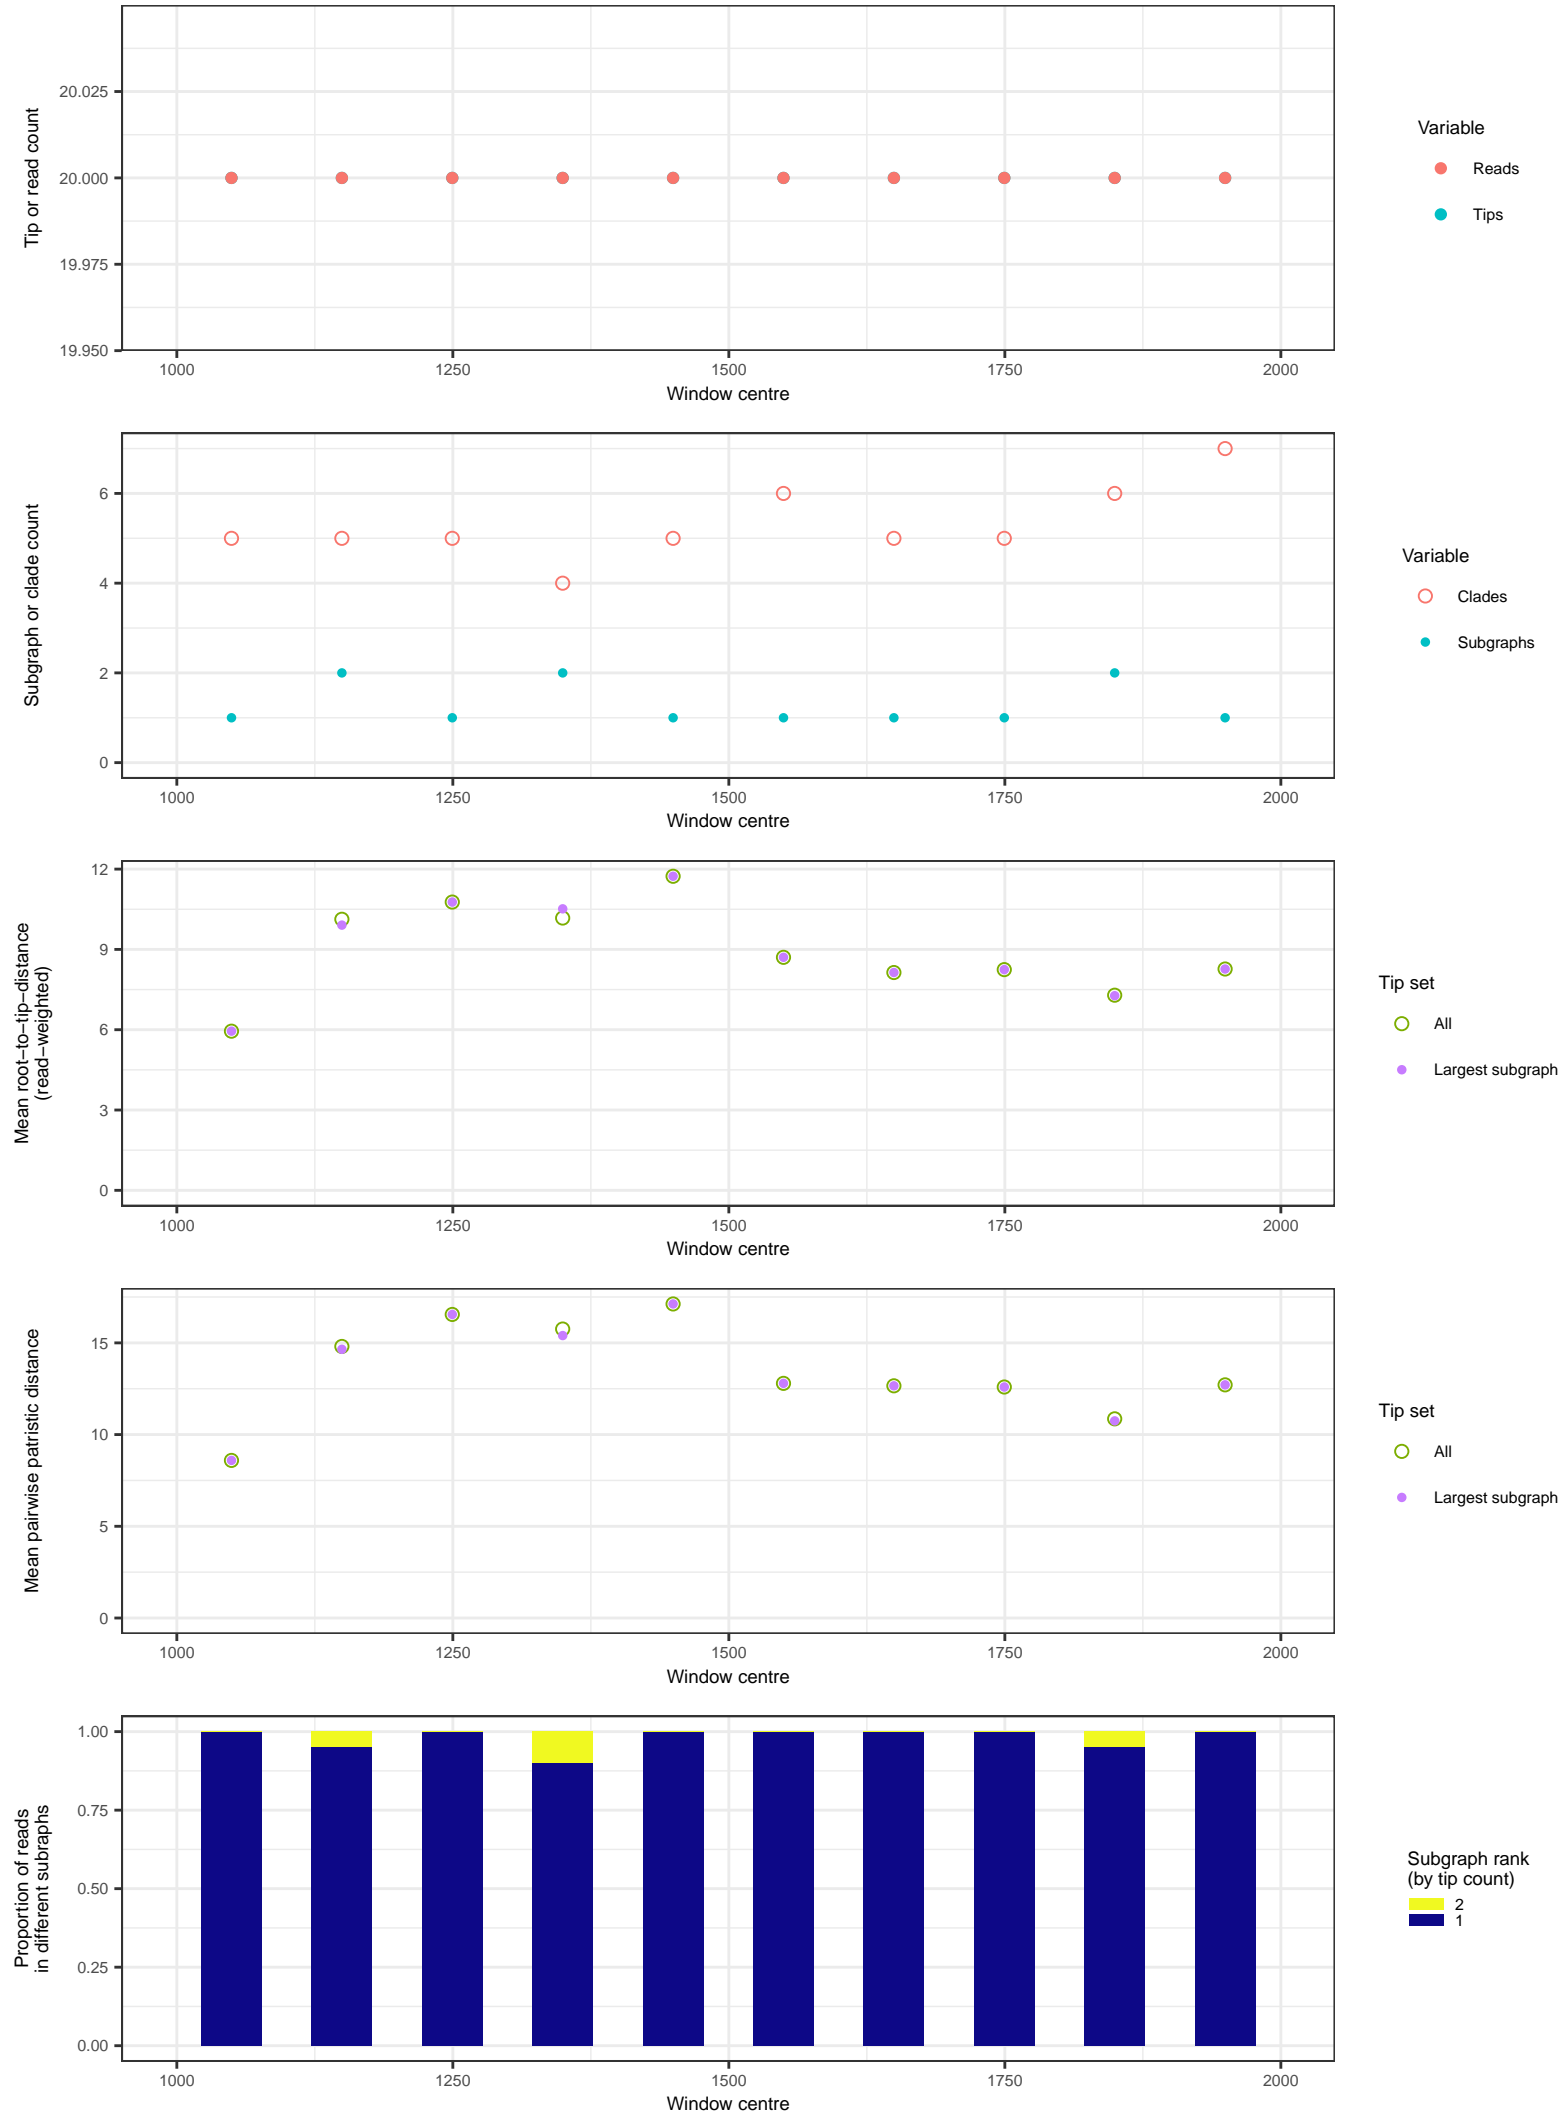 Tip or read count
20.025
20.000
19.975
19.950
1000 1250 1500 1750 2000
Window centre
Variable
Reads
Tips
Subgraph or clade count
6
4
2
0
1000 1250 1500 1750 2000
Window centre
Variable
Clades
Subgraphs
Mean root−to−tip−distance
(read−weighted)
12
9
6
3
0
1000 1250 1500 1750 2000
Window centre
Tip set
All
Largest subgraph
Mean pairwise patristic distance
15
10
5
0
1000 1250 1500 1750 2000
Window centre
Tip set
All
Largest subgraph
Proportion of reads
in different subraphs
1.00
0.75
0.50
0.25
0.00
1000 1250 1500 1750 2000
Window centre
Subgraph rank
(by tip count)
2
1